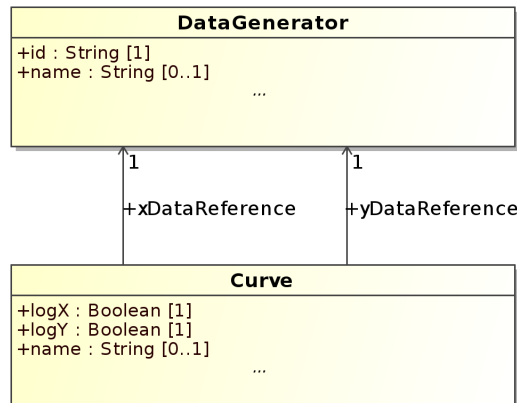 DataGenerator
+id : String [1]
+name : String [0..1]
...
1
1
+xDataReference
+yDataReference
Curve
+logX : Boolean [1]
+logY : Boolean [1]
+name : String [0..1]
...